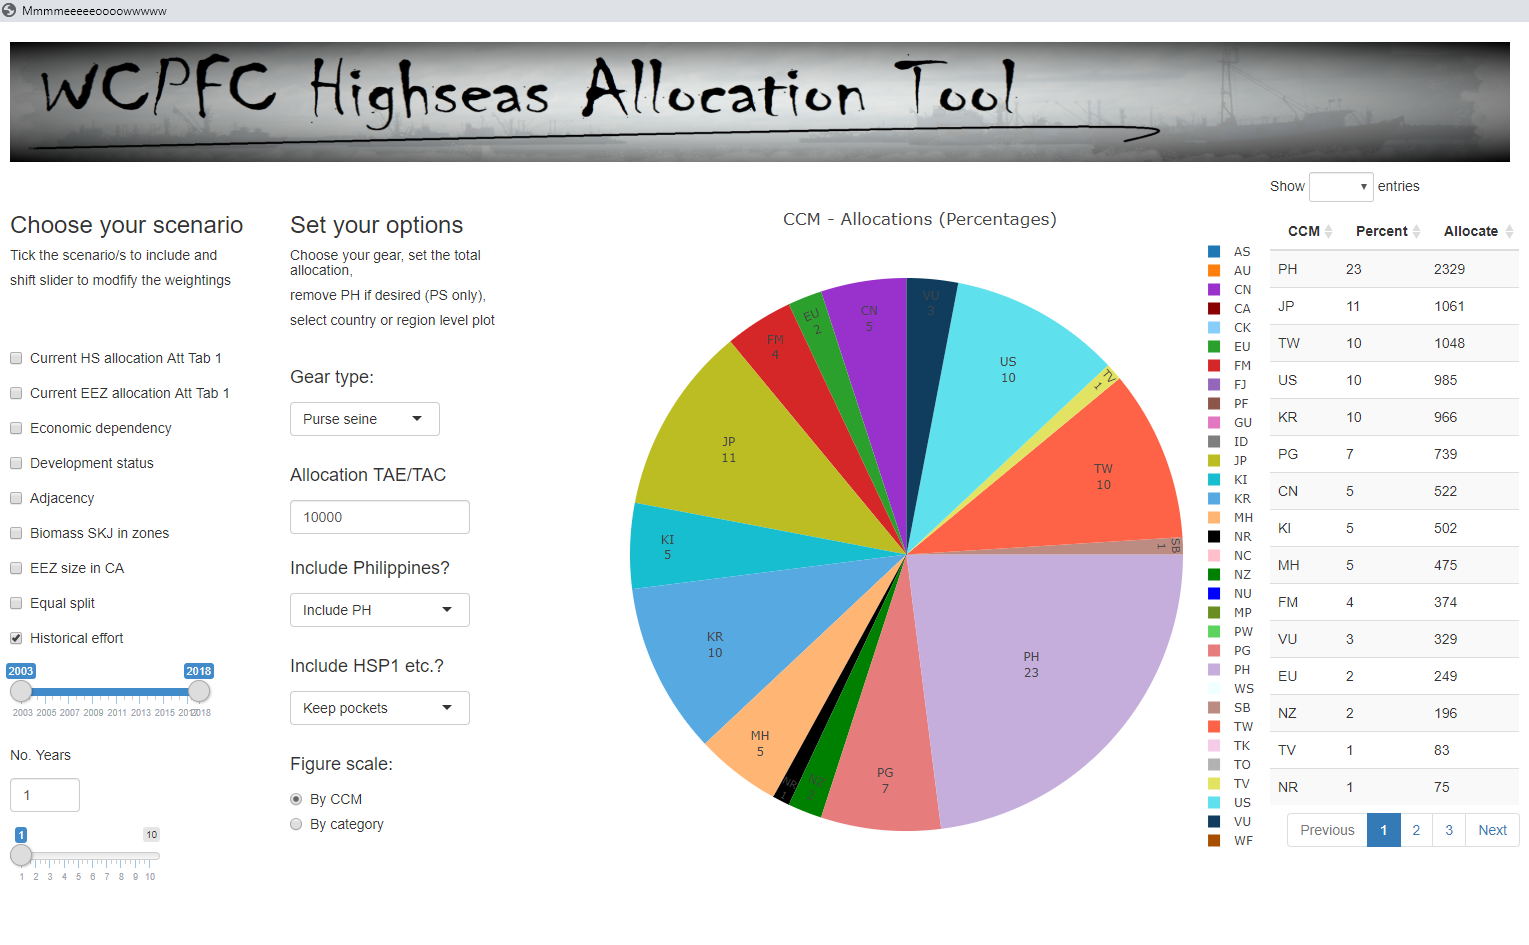 Mmmmeeeeeoooowwwww
WCPFC Highseas Allocation Tool
Choose your scenario
Tick the scenario/s to include and
shift slider to modfify the weightings
Current HS allocation Att Tab 1
Current EEZ allocation Att Tab 1
Economic dependency
Development status
Adjacency
Biomass SKJ in zones
EEZ size in CA
Equal split
Historical effort
2003 2018
2003 2005 2007 2009 2011 2013 2015 2017 2018
No. Years
1
1 10
1 2 3 4 5 6 7 8 9 10
Set your options
Choose your gear, set the total
allocation,
remove PH if desired (PS only),
select country or region level plot
Gear type:
Purse seine
Allocation TAE/TAC
10000
Include Philippines?
Include PH
Include HSP1 etc.?
Keep pockets
Figure scale:
By CCM
By category
CCM - Allocations (Percentages)
VU
3
US
10
TV
1
TW
10
SB
1
PH
23
PG
7
NZ
2
NR
1
MH
5
KR
10
KI
5
JP
11
FM
4
EU
2
CN
5
AS
AU
CN
CA
CK
EU
FM
FJ
PF
GU
ID
JP
KI
KR
MH
NR
NC
NZ
NU
MP
PW
PG
PH
WS
SB
TW
TK
TO
TV
US
VU
WF
Show entries
CCM Percent Allocate
PH 23 2329
JP 11 1061
TW 10 1048
US 10 985
KR 10 966
PG 7 739
CN 5 522
KI 5 502
MH 5 475
FM 4 374
VU 3 329
EU 2 249
NZ 2 196
TV 1 83
NR 1 75
Previous 1 2 3 Next